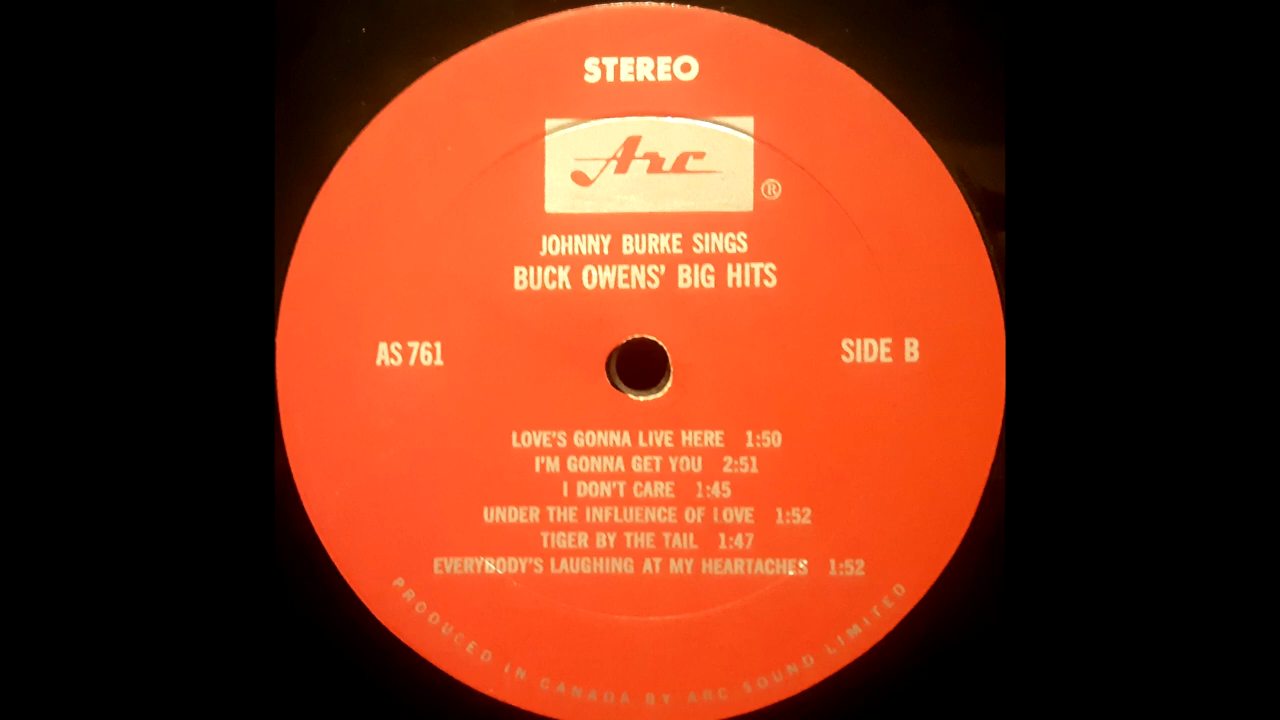 STEREO
Arc ®
JOHNNY BURKE SINGS
BUCK OWENS' BIG HITS
AS 761
SIDE B
LOVE'S GONNA LIVE HERE 1:50
I'M GONNA GET YOU 2:51
I DON'T CARE 1:45
UNDER THE INFLUENCE OF LOVE 1:52
TIGER BY THE TAIL 1:47
EVERYBODY'S LAUGHING AT MY HEARTACHES 1:52
PRODUCED IN CANADA BY ARC SOUND LIMITED